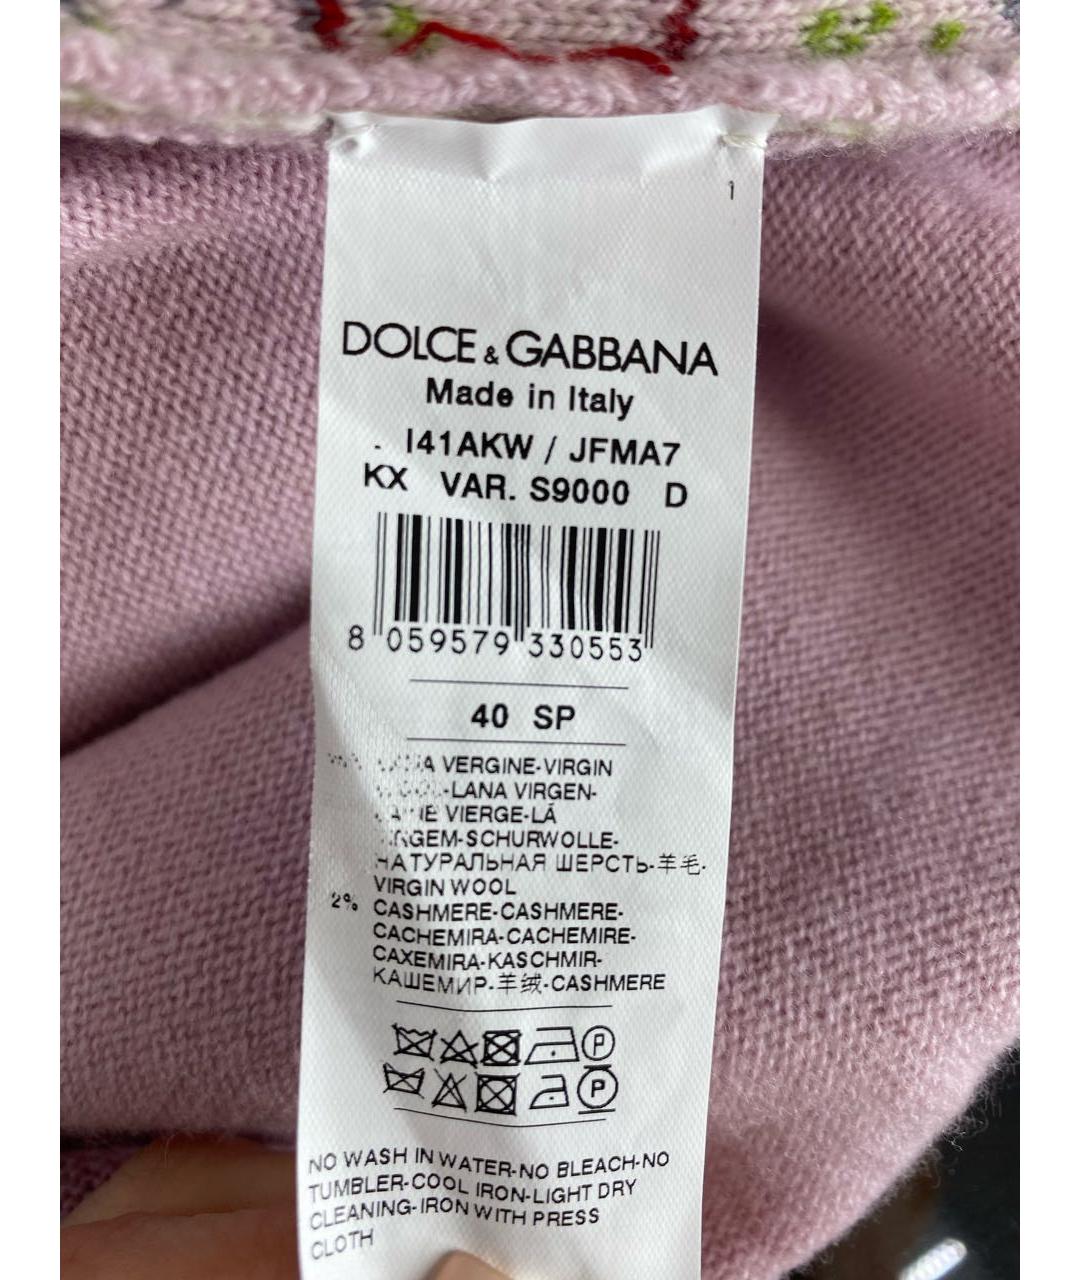 1
DOLCE & GABBANA
Made in Italy
I41AKW / JFMA7
KX VAR. S9000 D
8 059579 330553
40 SP
VERGINE-VIRGIN
-LANA VIRGEN-
VIERGE-LÃ
-SCHURWOLLE-
НАТУРАЛЬНАЯ ШЕРСТЬ-羊毛-
VIRGIN WOOL
2% CASHMERE-CASHMERE-
CACHEMIRA-CACHEMIRE-
CAXEMIRA-KASCHMIR-
КАШЕМИР-羊绒-CASHMERE
P
P
NO WASH IN WATER-NO BLEACH-NO
TUMBLER-COOL IRON-LIGHT DRY
CLEANING-IRON WITH PRESS
CLOTH